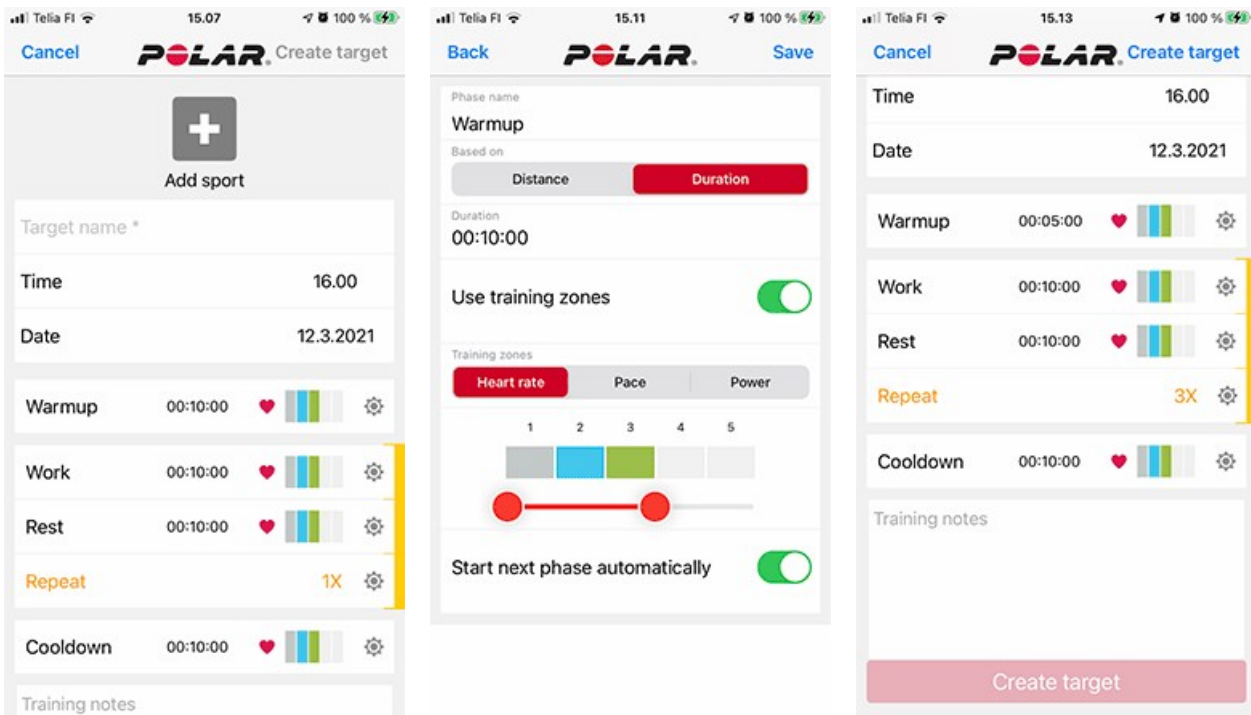 Telia FI 15.07 100 %
Cancel POLAR. Create target
Add sport
Target name *
Time 16.00
Date 12.3.2021
Warmup 00:10:00
Work 00:10:00
Rest 00:10:00
Repeat 1X
Cooldown 00:10:00
Training notes
Telia FI 15.11 100 %
Back POLAR. Save
Phase name
Warmup
Based on
Distance Duration
Duration
00:10:00
Use training zones
Training zones
Heart rate Pace Power
1 2 3 4 5
Start next phase automatically
Telia FI 15.13 100 %
Cancel POLAR. Create target
Time 16.00
Date 12.3.2021
Warmup 00:05:00
Work 00:10:00
Rest 00:10:00
Repeat 3X
Cooldown 00:10:00
Training notes
Create target